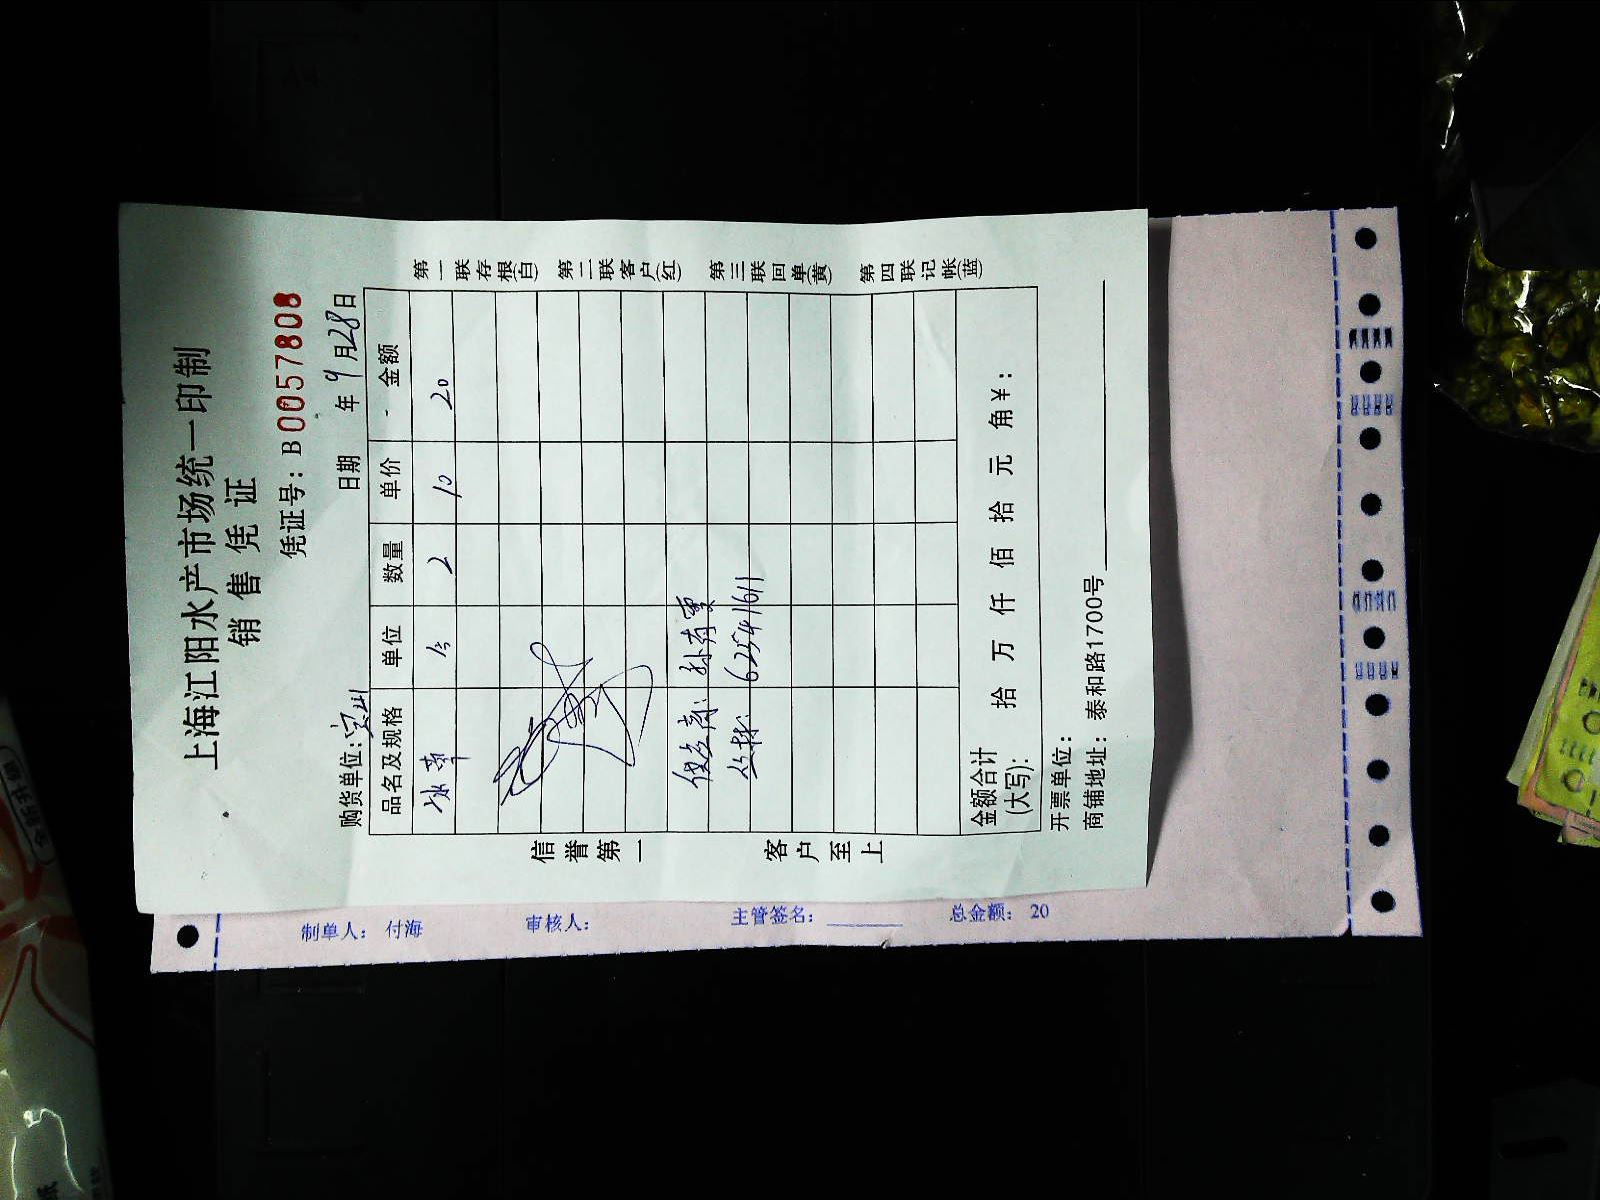 上海江阳水产市场统一印制
销售凭证
凭证号：B 0057808
购货单位：宝山 日期 年 9月28日
品名及规格 单位 数量 单价 金额
冰 2 10 20
62541611
金额合计(大写)： 拾 万 仟 佰 拾 元 角¥：
开票单位：
商铺地址：泰和路1700号
信誉第一 客户至上
第一联存根(白) 第二联客户(红) 第三联回单(黄) 第四联记帐(蓝)
制单人： 付海 审核人： 主管签名： 总金额： 20